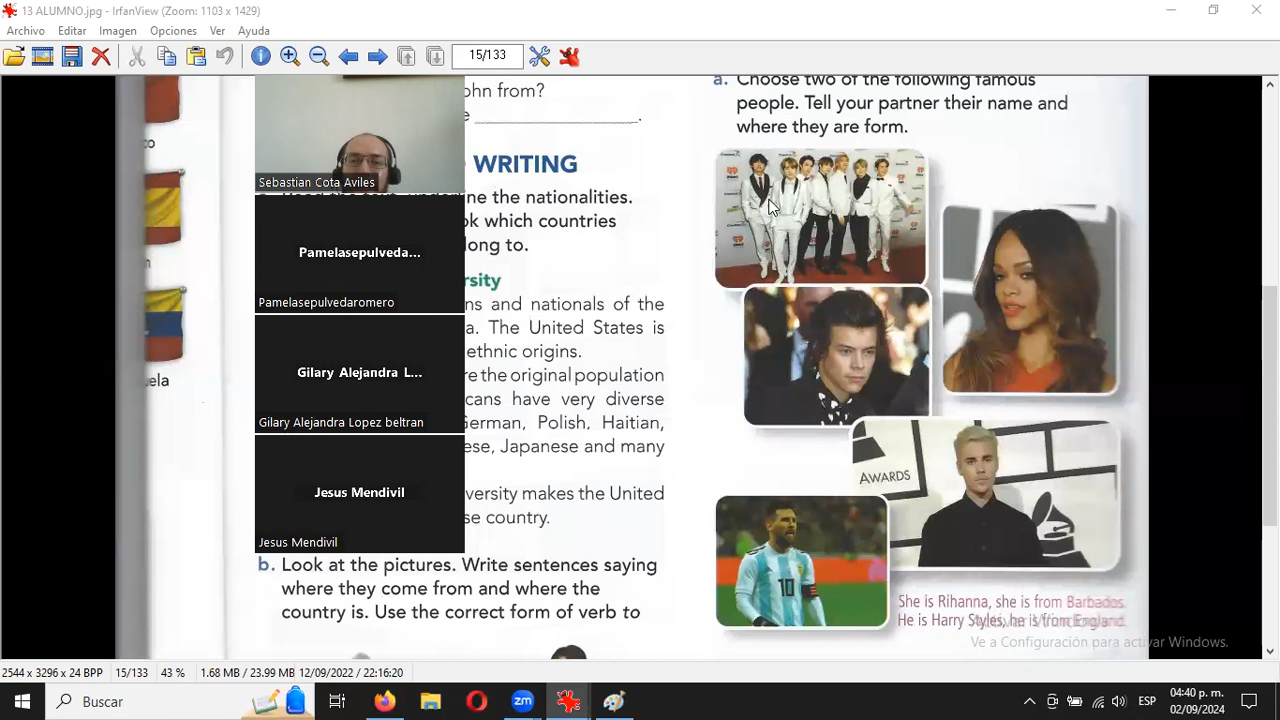 13 ALUMNO.jpg - IrfanView (Zoom: 1103 x 1429)
Archivo Editar Imagen Opciones Ver Ayuda
15/133
ohn from?
e ____________________.
WRITING
ne the nationalities.
ok which countries
long to.
rsity
ns and nationals of the
a. The United States is
ethnic origins.
re the original population
cans have very diverse
German, Polish, Haitian,
ese, Japanese and many
versity makes the United
se country.
b. Look at the pictures. Write sentences saying
where they come from and where the
country is. Use the correct form of verb to
co
n
ela
Sebastian Cota Aviles
Pamelasepulveda...
Pamelasepulvedaromero
Gilary Alejandra L...
Gilary Alejandra Lopez beltran
Jesus Mendivil
Jesus Mendivil
a. Choose two of the following famous
people. Tell your partner their name and
where they are form.
AWARDS
10
She is Rihanna, she is from Barbados.
He is Harry Styles, he is from England.
Ve a Configuración para activar Windows.
2544 x 3296 x 24 BPP 15/133 43 % 1.68 MB / 23.99 MB 12/09/2022 / 22:16:20
Buscar
zm
ESP
04:40 p. m.
02/09/2024